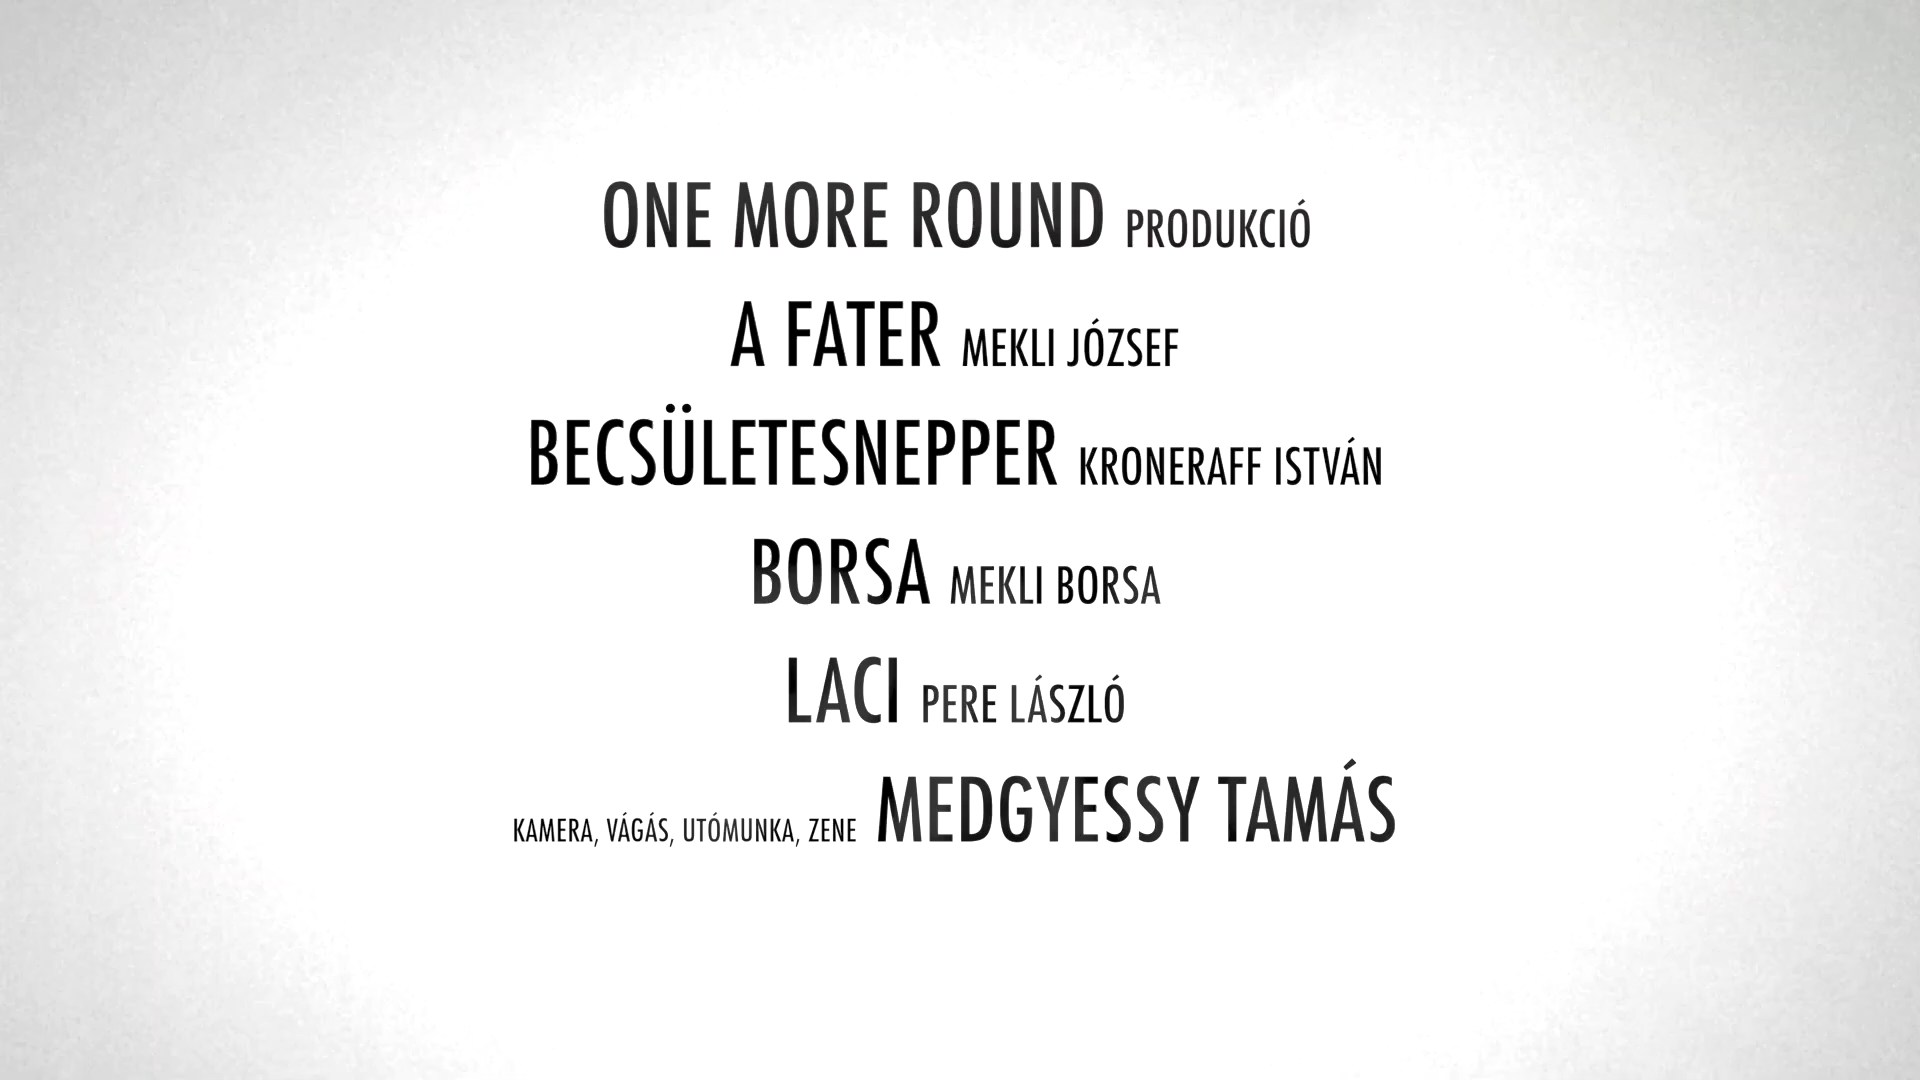 ONE MORE ROUND PRODUKCIÓ
A FATER MEKLI JÓZSEF
BECSÜLETESNEPPER KRONERAFF ISTVÁN
BORSA MEKLI BORSA
LACI PERE LÁSZLÓ
KAMERA, VÁGÁS, UTÓMUNKA, ZENE MEDGYESSY TAMÁS